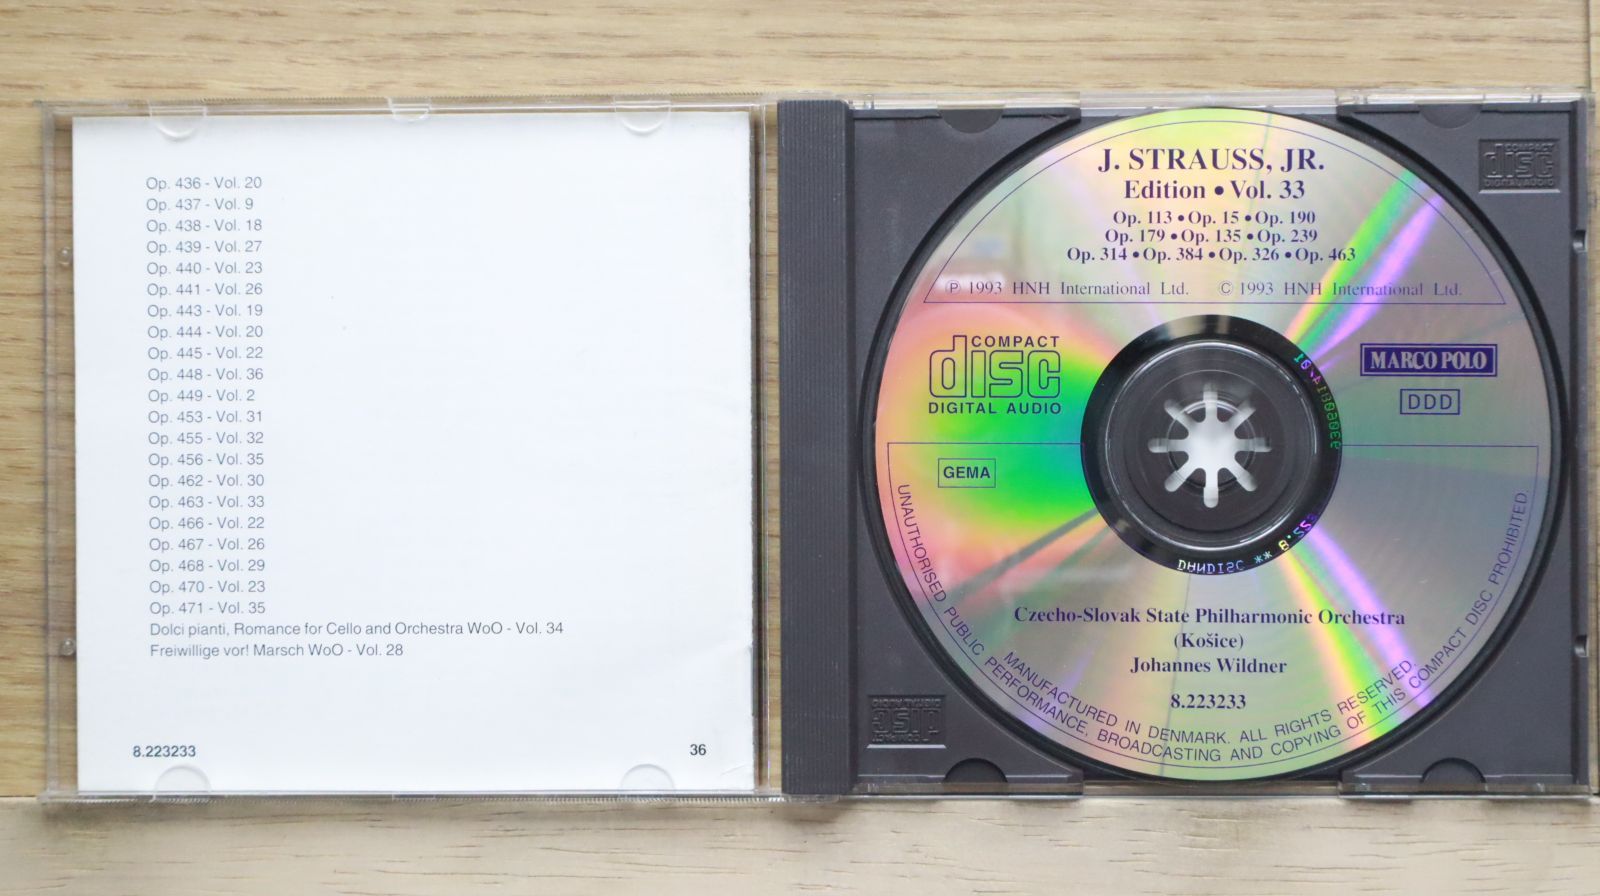 Op. 436 - Vol. 20
Op. 437 - Vol. 9
Op. 438 - Vol. 18
Op. 439 - Vol. 27
Op. 440 - Vol. 23
Op. 441 - Vol. 26
Op. 443 - Vol. 19
Op. 444 - Vol. 20
Op. 445 - Vol. 22
Op. 448 - Vol. 36
Op. 449 - Vol. 2
Op. 453 - Vol. 31
Op. 455 - Vol. 32
Op. 456 - Vol. 35
Op. 462 - Vol. 30
Op. 463 - Vol. 33
Op. 466 - Vol. 22
Op. 467 - Vol. 26
Op. 468 - Vol. 29
Op. 470 - Vol. 23
Op. 471 - Vol. 35
Dolci pianti, Romance for Cello and Orchestra WoO - Vol. 34
Freiwillige vor! Marsch WoO - Vol. 28
8.223233
36
J. STRAUSS, JR.
Edition • Vol. 33
Op. 113 • Op. 15 • Op. 190
Op. 179 • Op. 135 • Op. 239
Op. 314 • Op. 384 • Op. 326 • Op. 463
℗ 1993 HNH International Ltd. © 1993 HNH International Ltd.
COMPACT
disc
DIGITAL AUDIO
MARCO POLO
DDD
GEMA
Czecho-Slovak State Philharmonic Orchestra
(Košice)
Johannes Wildner
8.223233
MANUFACTURED IN DENMARK. ALL RIGHTS RESERVED.
UNAUTHORISED PUBLIC PERFORMANCE, BROADCASTING AND COPYING OF THIS COMPACT DISC PROHIBITED.
DANDISC **
COMPACT
disc
DIGITAL AUDIO
COMPACT
disc
DIGITAL AUDIO